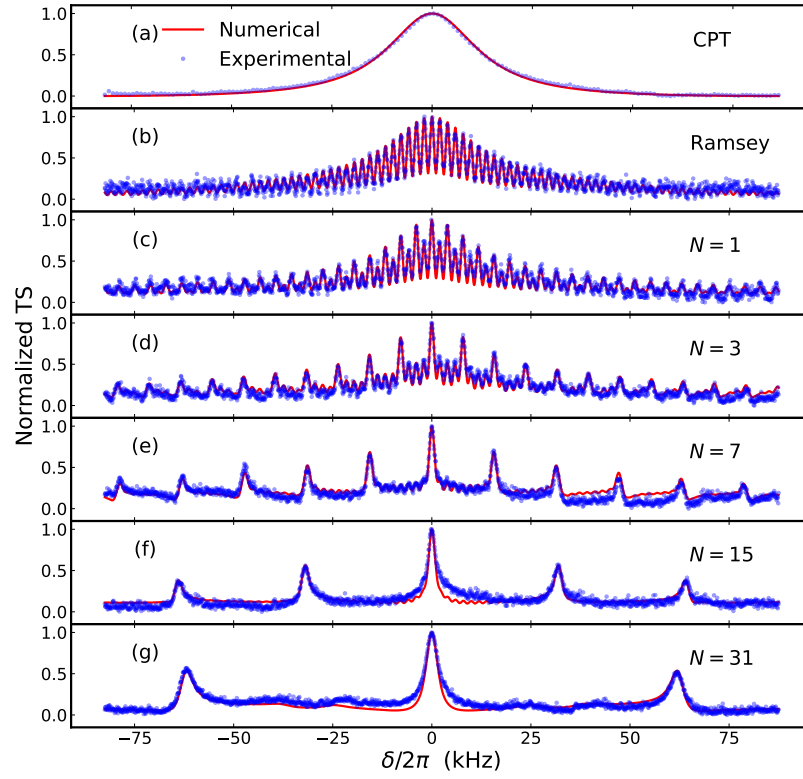 (a) Numerical CPT
Experimental
1.0
0.5
0.0
(b) Ramsey
1.0
0.5
0.0
(c) N = 1
1.0
0.5
0.0
(d) N = 3
1.0
0.5
0.0
(e) N = 7
1.0
0.5
0.0
(f) N = 15
1.0
0.5
0.0
(g) N = 31
1.0
0.5
0.0
Normalized TS
−75 −50 −25 0 25 50 75
δ/2π (kHz)